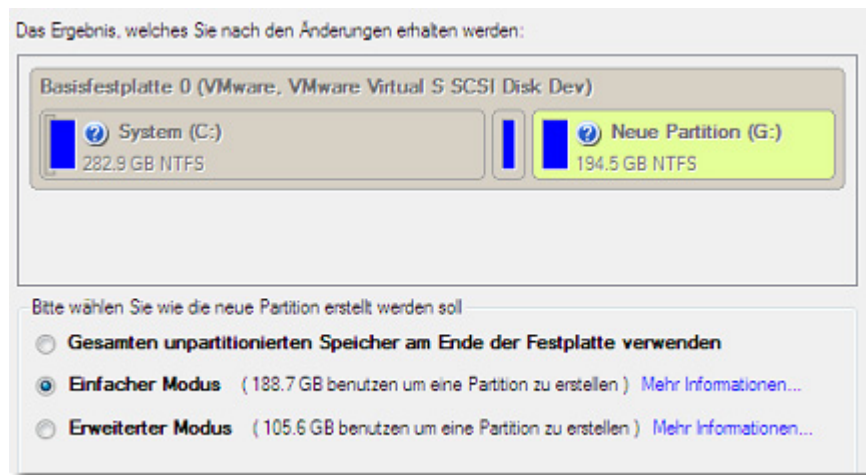 Das Ergebnis, welches Sie nach den Änderungen erhalten werden:
Basisfestplatte 0 (VMware, VMware Virtual S SCSI Disk Dev)
System (C:)
282.9 GB NTFS
Neue Partition (G:)
194.5 GB NTFS
Bitte wählen Sie wie die neue Partition erstellt werden soll
Gesamten unpartitionierten Speicher am Ende der Festplatte verwenden
Einfacher Modus ( 188.7 GB benutzen um eine Partition zu erstellen ) Mehr Informationen...
Erweiterter Modus ( 105.6 GB benutzen um eine Partition zu erstellen ) Mehr Informationen...